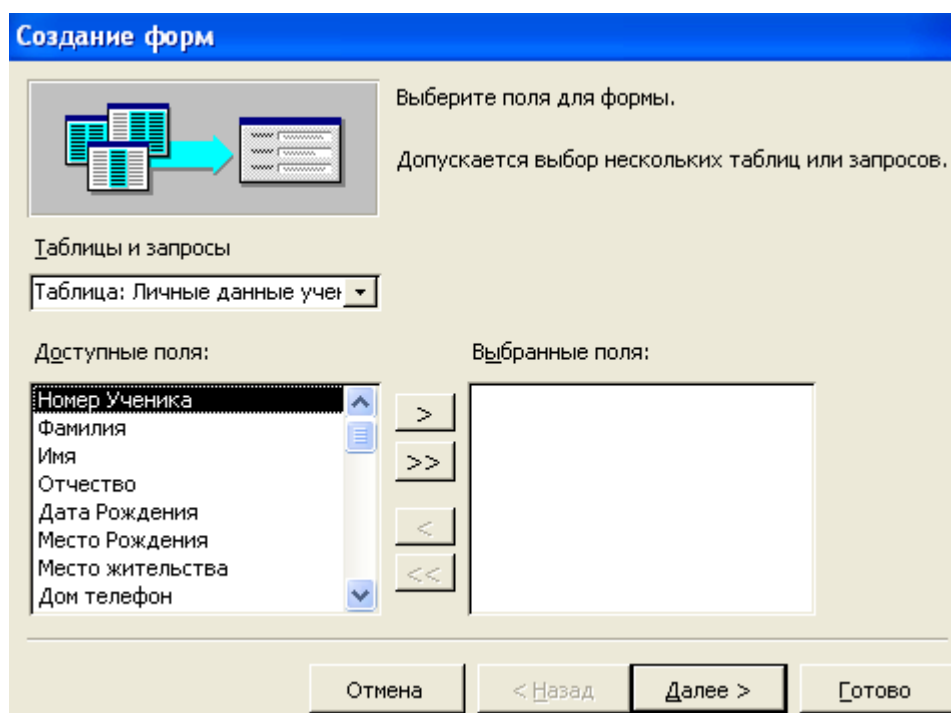 Создание форм
Выберите поля для формы.
Допускается выбор нескольких таблиц или запросов.
Таблицы и запросы
Таблица: Личные данные учен
Доступные поля:
Выбранные поля:
Номер Ученика
Фамилия
Имя
Отчество
Дата Рождения
Место Рождения
Место жительства
Дом телефон
>
>>
<
<<
Отмена
< Назад
Далее >
Готово